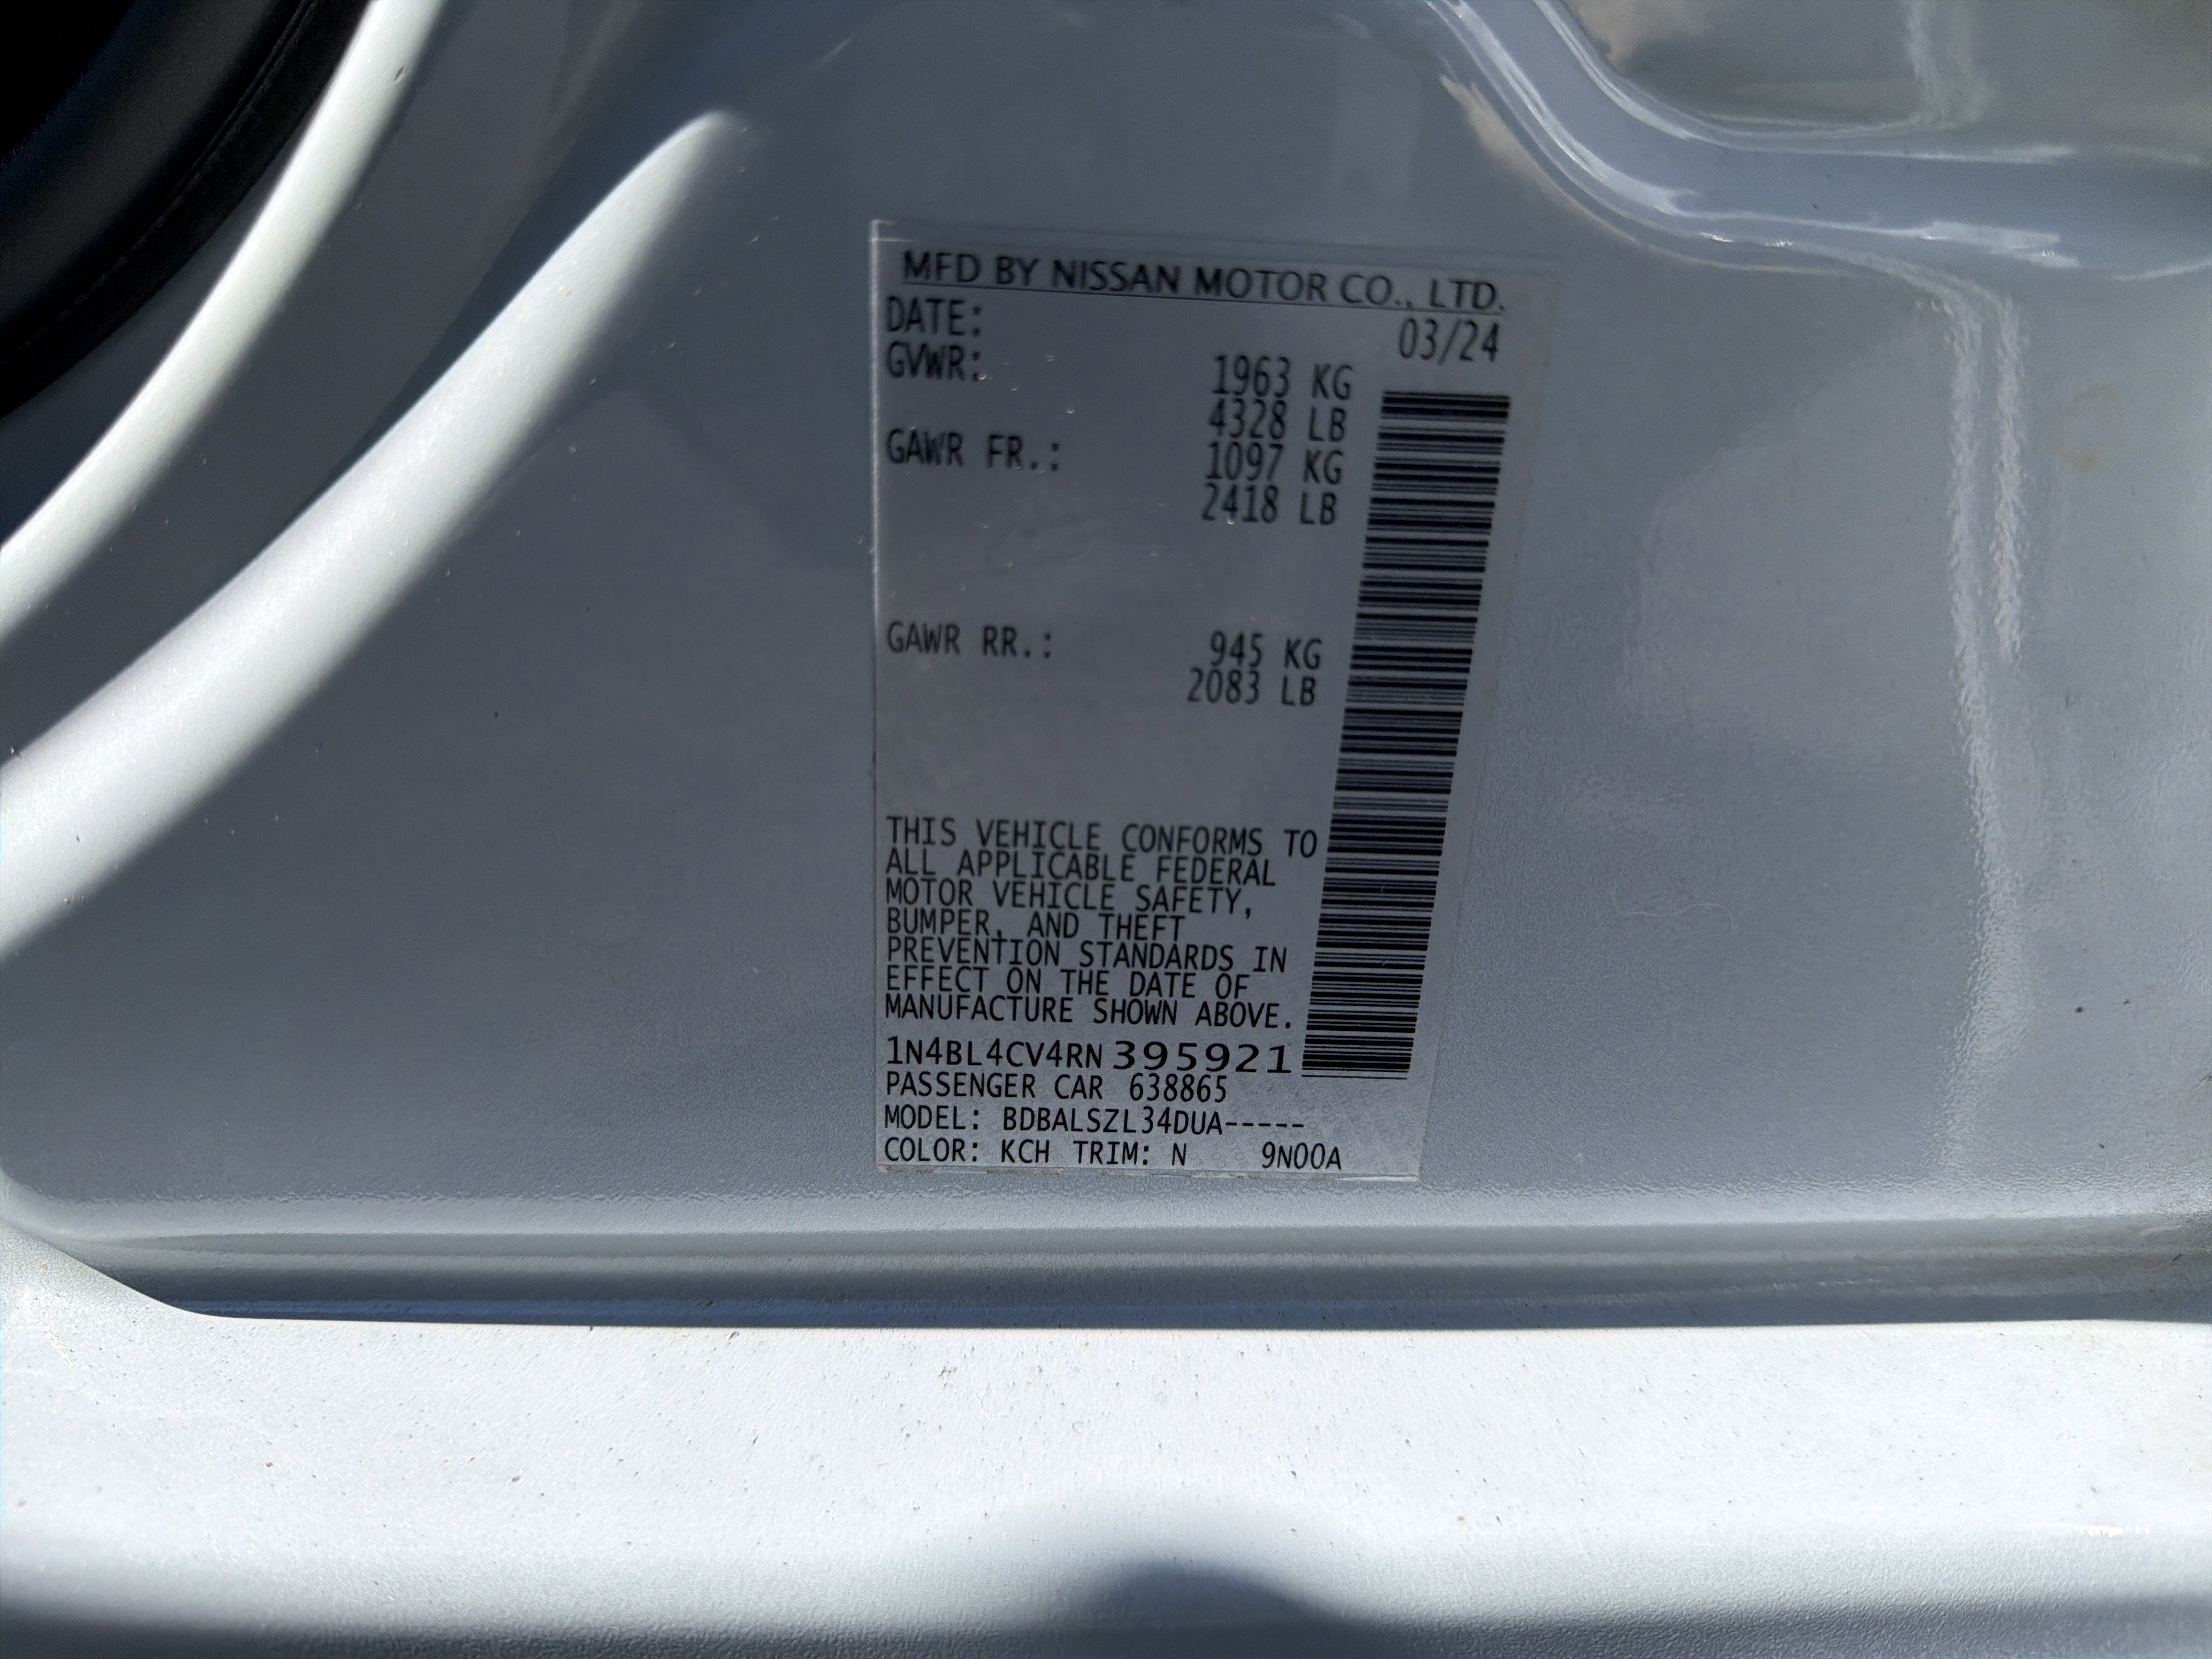 MFD BY NISSAN MOTOR CO., LTD.
DATE: 03/24
GVWR: 1963 KG
4328 LB
GAWR FR.: 1097 KG
2418 LB
GAWR RR.: 945 KG
2083 LB
THIS VEHICLE CONFORMS TO
ALL APPLICABLE FEDERAL
MOTOR VEHICLE SAFETY,
BUMPER, AND THEFT
PREVENTION STANDARDS IN
EFFECT ON THE DATE OF
MANUFACTURE SHOWN ABOVE.
1N4BL4CV4RN395921
PASSENGER CAR 638865
MODEL: BDBALSZL34DUA-----
COLOR: KCH TRIM: N 9N00A